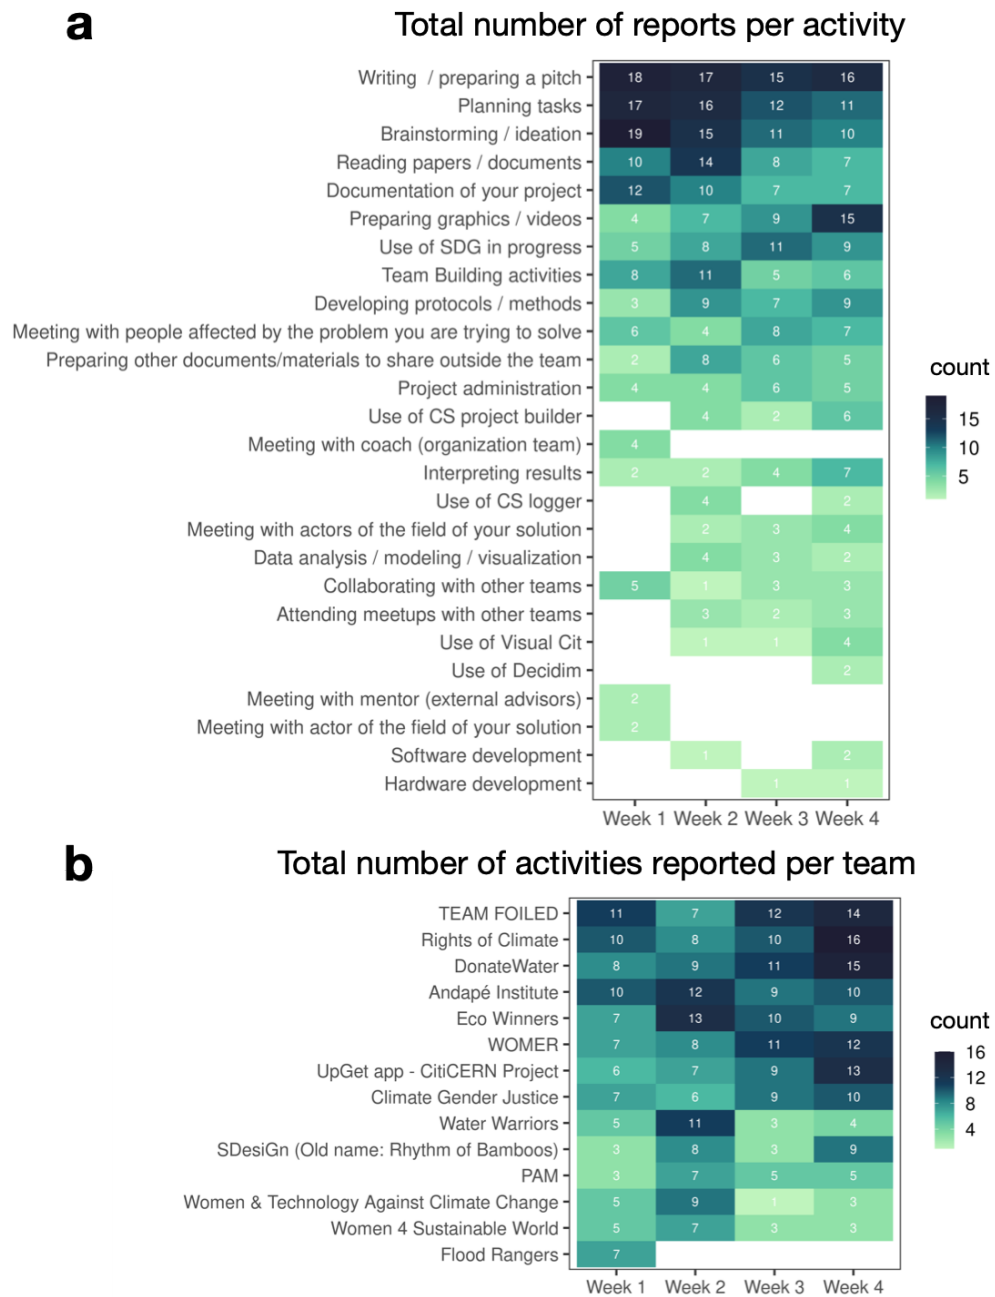 a
Total number of reports per activity
Writing / preparing a pitch 18 17 15 16
Planning tasks 17 16 12 11
Brainstorming / ideation 19 15 11 10
Reading papers / documents 10 14 8 7
Documentation of your project 12 10 7 7
Preparing graphics / videos 4 7 9 15
Use of SDG in progress 5 8 11 9
Team Building activities 8 11 5 6
Developing protocols / methods 3 9 7 9
Meeting with people affected by the problem you are trying to solve 6 4 8 7
Preparing other documents/materials to share outside the team 2 8 6 5
Project administration 4 4 6 5
Use of CS project builder 4 2 6
Meeting with coach (organization team) 4
Interpreting results 2 2 4 7
Use of CS logger 4 2
Meeting with actors of the field of your solution 2 3 4
Data analysis / modeling / visualization 4 3 2
Collaborating with other teams 5 1 3 3
Attending meetups with other teams 3 2 3
Use of Visual Cit 1 1 4
Use of Decidim 2
Meeting with mentor (external advisors) 2
Meeting with actor of the field of your solution 2
Software development 1 2
Hardware development 1 1
Week 1 Week 2 Week 3 Week 4
count
15
10
5
b
Total number of activities reported per team
TEAM FOILED 11 7 12 14
Rights of Climate 10 8 10 16
DonateWater 8 9 11 15
Andapé Institute 10 12 9 10
Eco Winners 7 13 10 9
WOMER 7 8 11 12
UpGet app - CitiCERN Project 6 7 9 13
Climate Gender Justice 7 6 9 10
Water Warriors 5 11 3 4
SDesiGn (Old name: Rhythm of Bamboos) 3 8 3 9
PAM 3 7 5 5
Women & Technology Against Climate Change 5 9 1 3
Women 4 Sustainable World 5 7 3 3
Flood Rangers 7
Week 1 Week 2 Week 3 Week 4
count
16
12
8
4